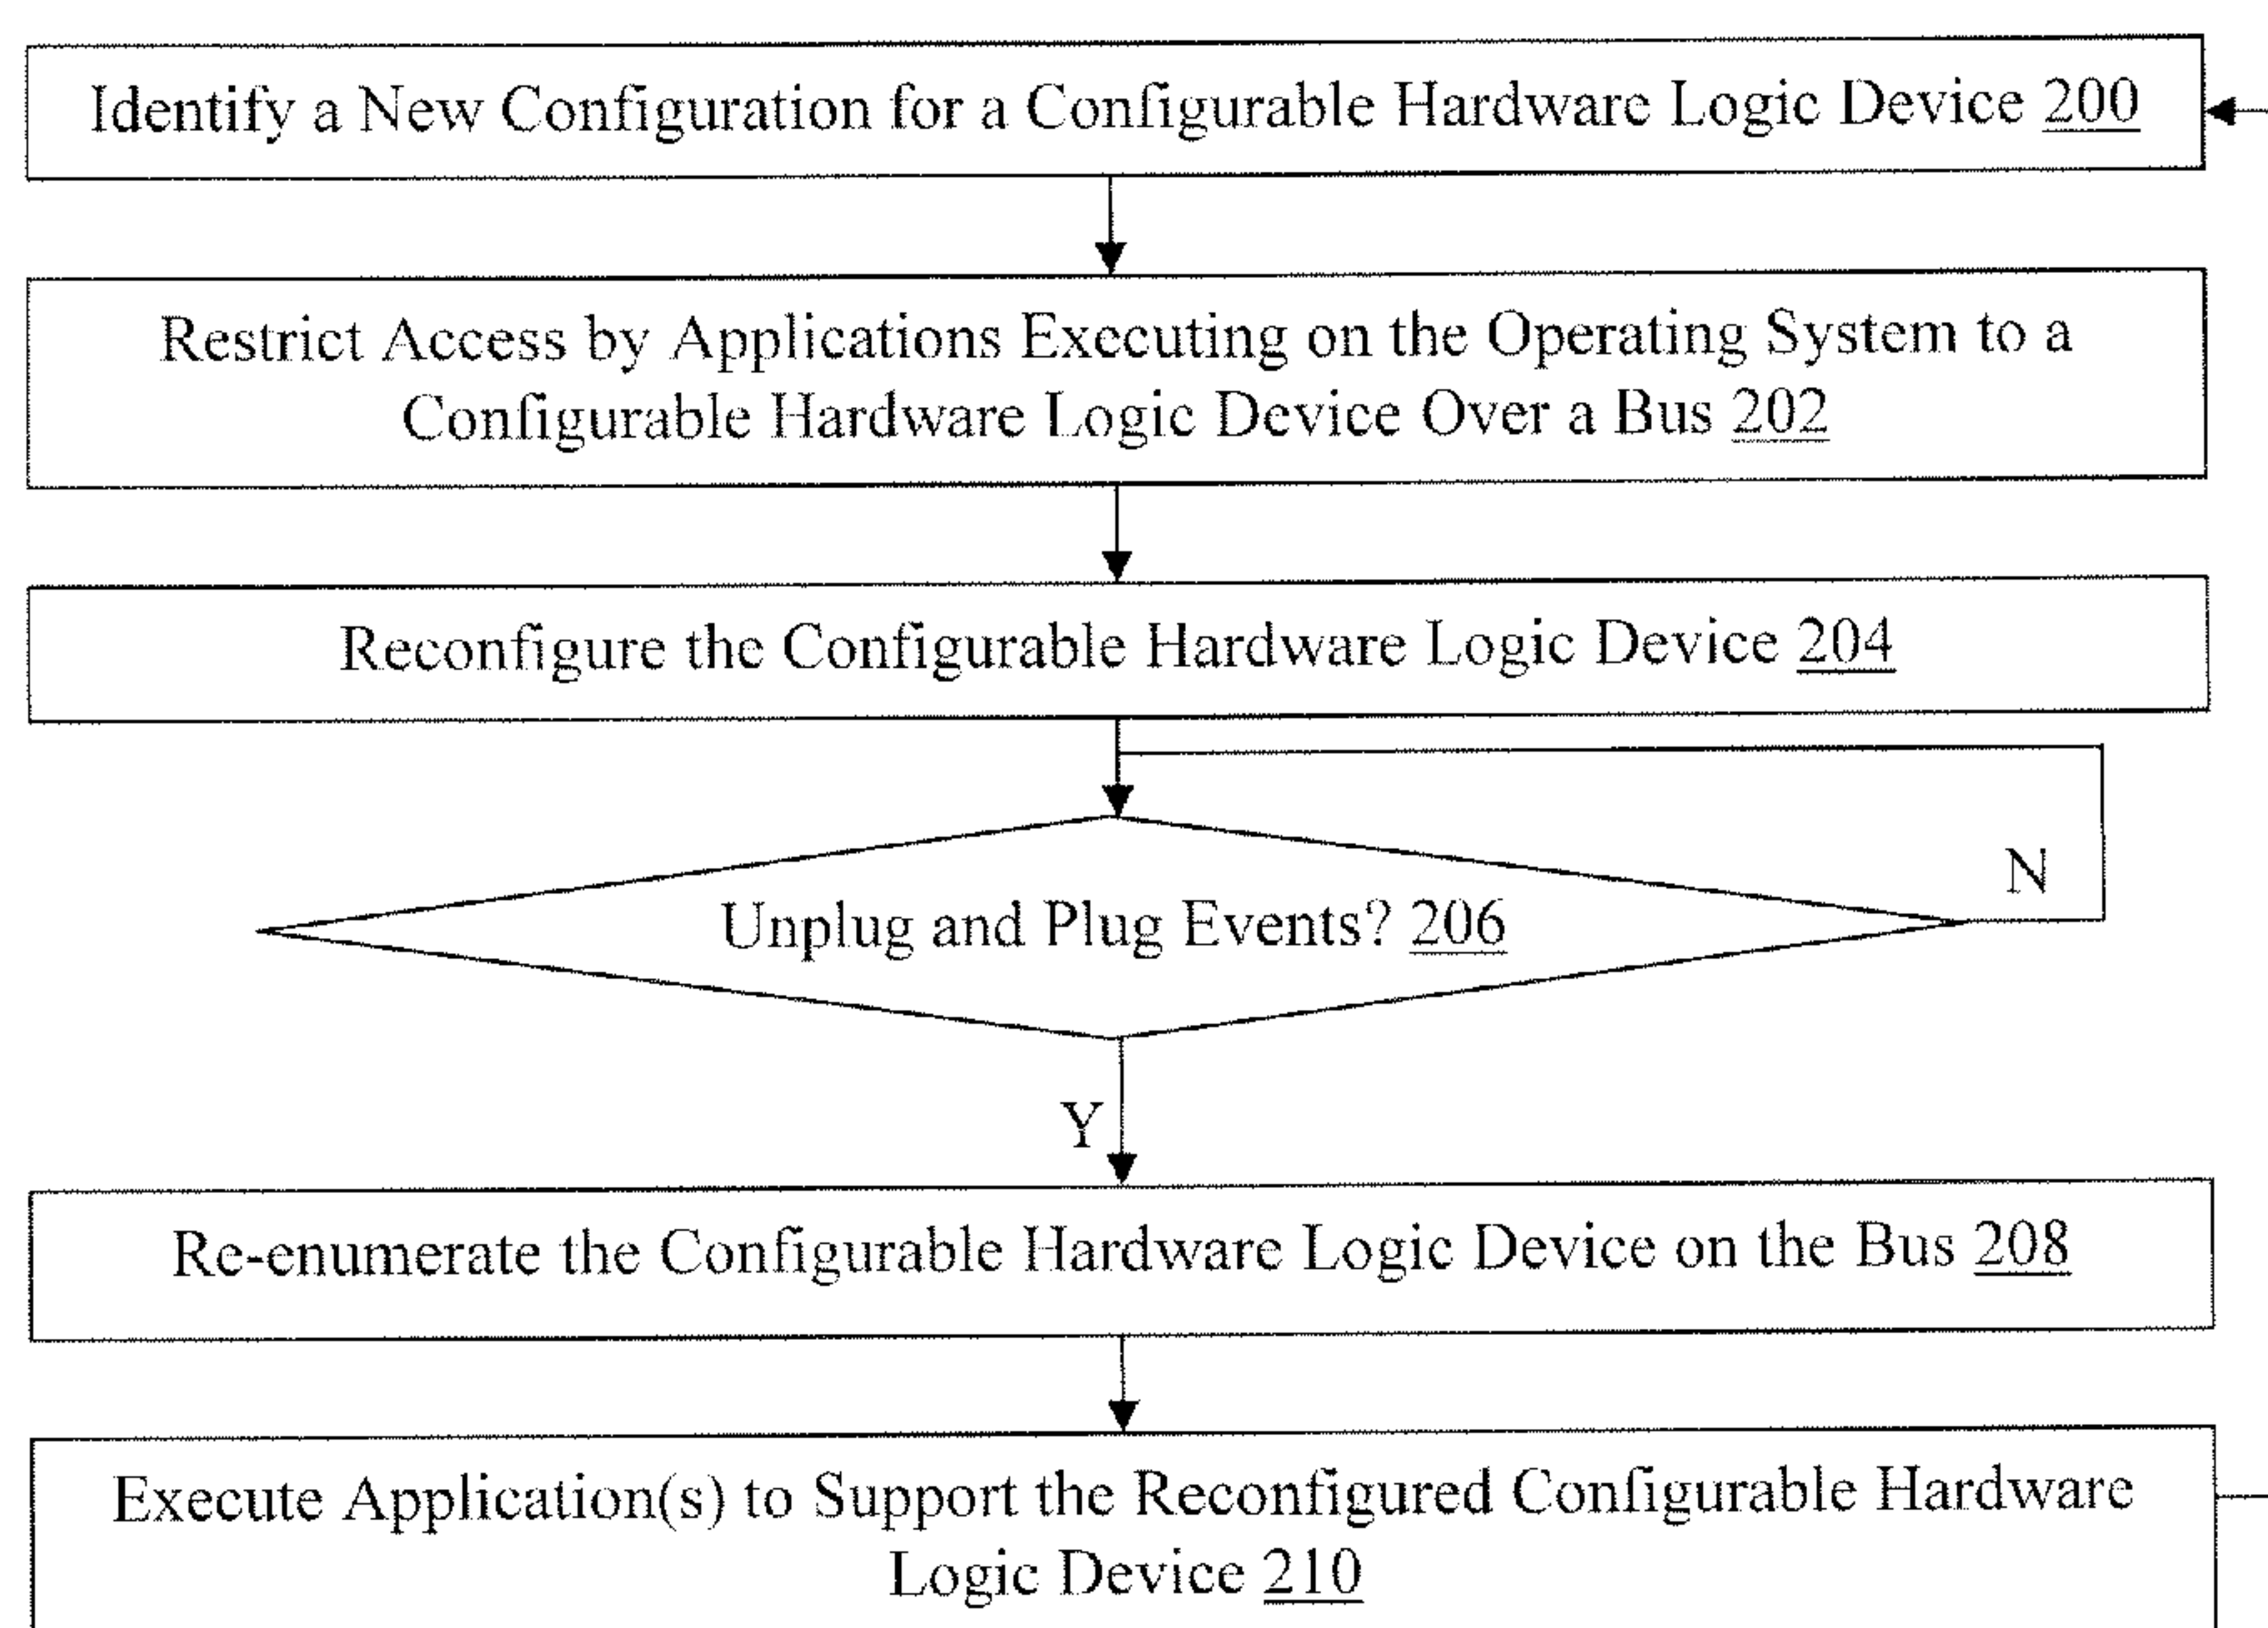 Identify a New Configuration for a Configurable Hardware Logic Device 200
Restrict Access by Applications Executing on the Operating System to a
Configurable Hardware Logic Device Over a Bus 202
Reconfigure the Configurable Hardware Logic Device 204
N
Unplug and Plug Events? 206
Y
Re-enumerate the Configurable Hardware Logic Device on the Bus 208
Execute Application(s) to Support the Reconfigured Configurable Hardware
Logic Device 210